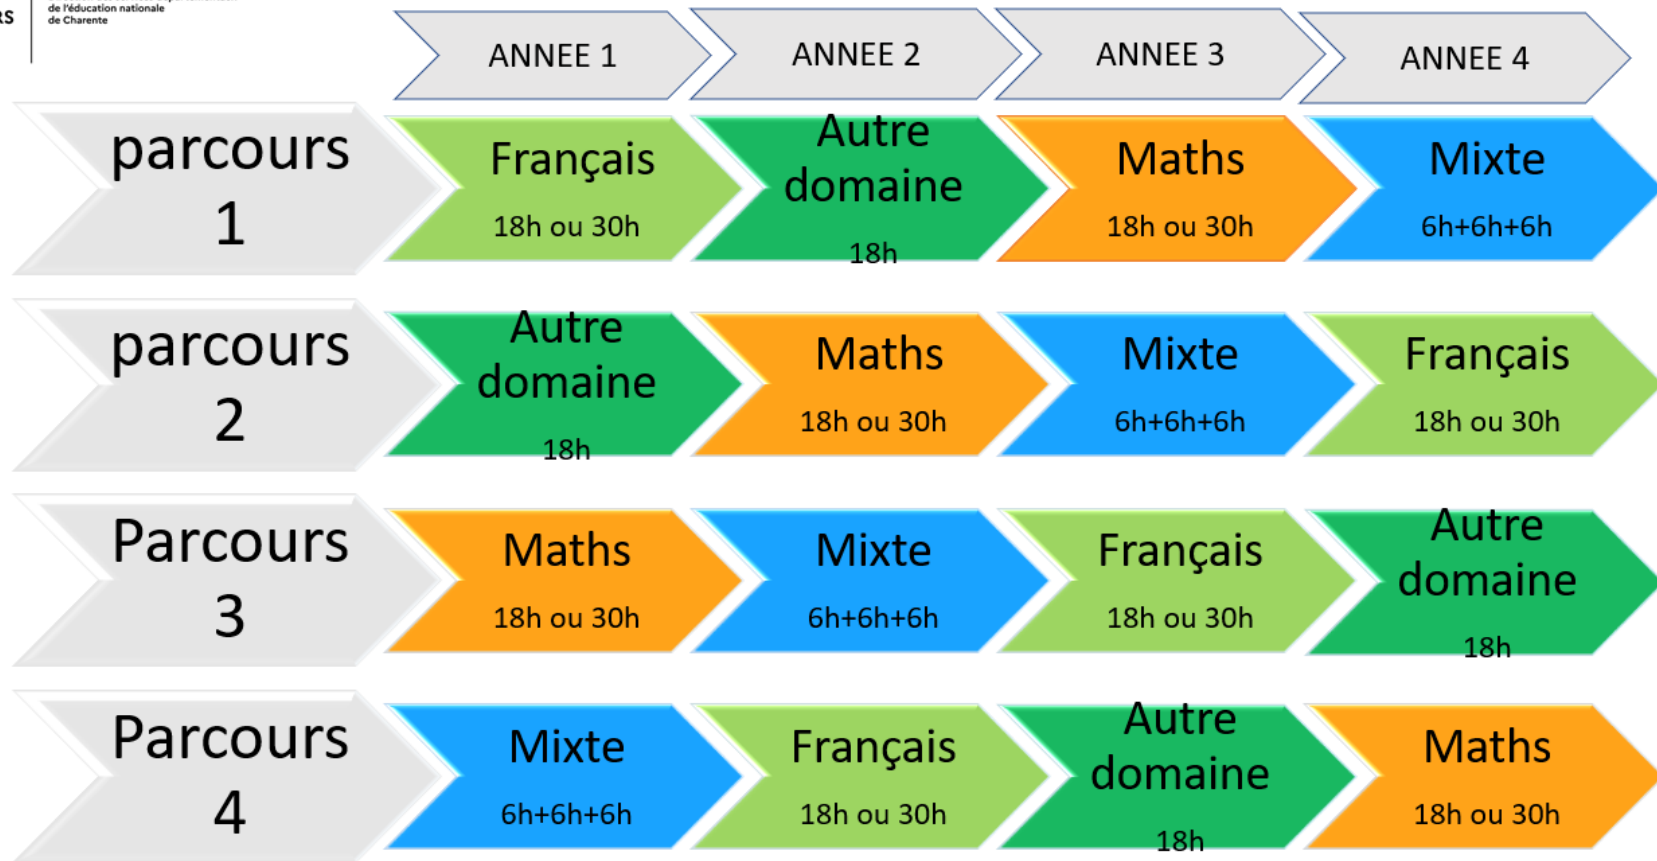 RS
de l'éducation nationale
de Charente
ANNEE 1
ANNEE 2
ANNEE 3
ANNEE 4
parcours
1
Français
18h ou 30h
Autre
domaine
18h
Maths
18h ou 30h
Mixte
6h+6h+6h
parcours
2
Autre
domaine
18h
Maths
18h ou 30h
Mixte
6h+6h+6h
Français
18h ou 30h
Parcours
3
Maths
18h ou 30h
Mixte
6h+6h+6h
Français
18h ou 30h
Autre
domaine
18h
Parcours
4
Mixte
6h+6h+6h
Français
18h ou 30h
Autre
domaine
18h
Maths
18h ou 30h